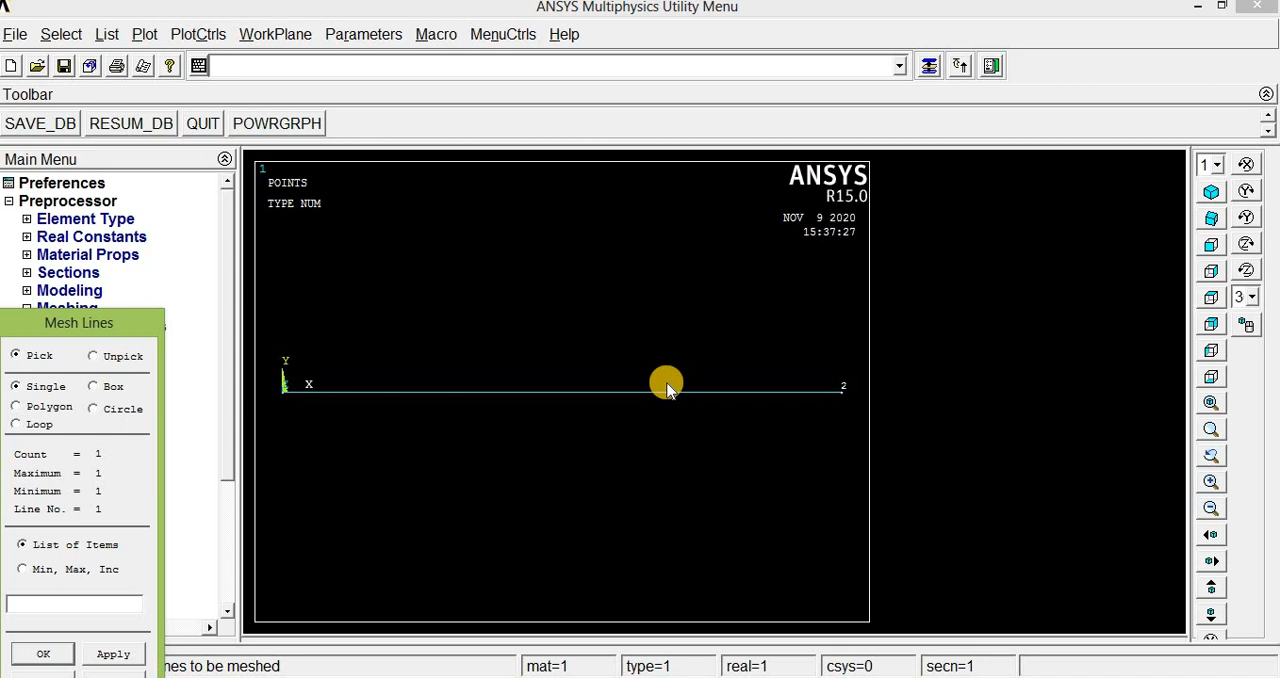 ANSYS Multiphysics Utility Menu
File Select List Plot PlotCtrls WorkPlane Parameters Macro MenuCtrls Help
Toolbar
SAVE_DB RESUM_DB QUIT POWRGRPH
Main Menu
Preferences
Preprocessor
Element Type
Real Constants
Material Props
Sections
Modeling
Meshing
Mesh Lines
Pick Unpick
Single Box
Polygon Circle
Loop
Count = 1
Maximum = 1
Minimum = 1
Line No. = 1
List of Items
Min, Max, Inc
OK Apply
1
POINTS
TYPE NUM
ANSYS
R15.0
NOV 9 2020
15:37:27
Y
X
2
1
3
nes to be meshed
mat=1 type=1 real=1 csys=0 secn=1